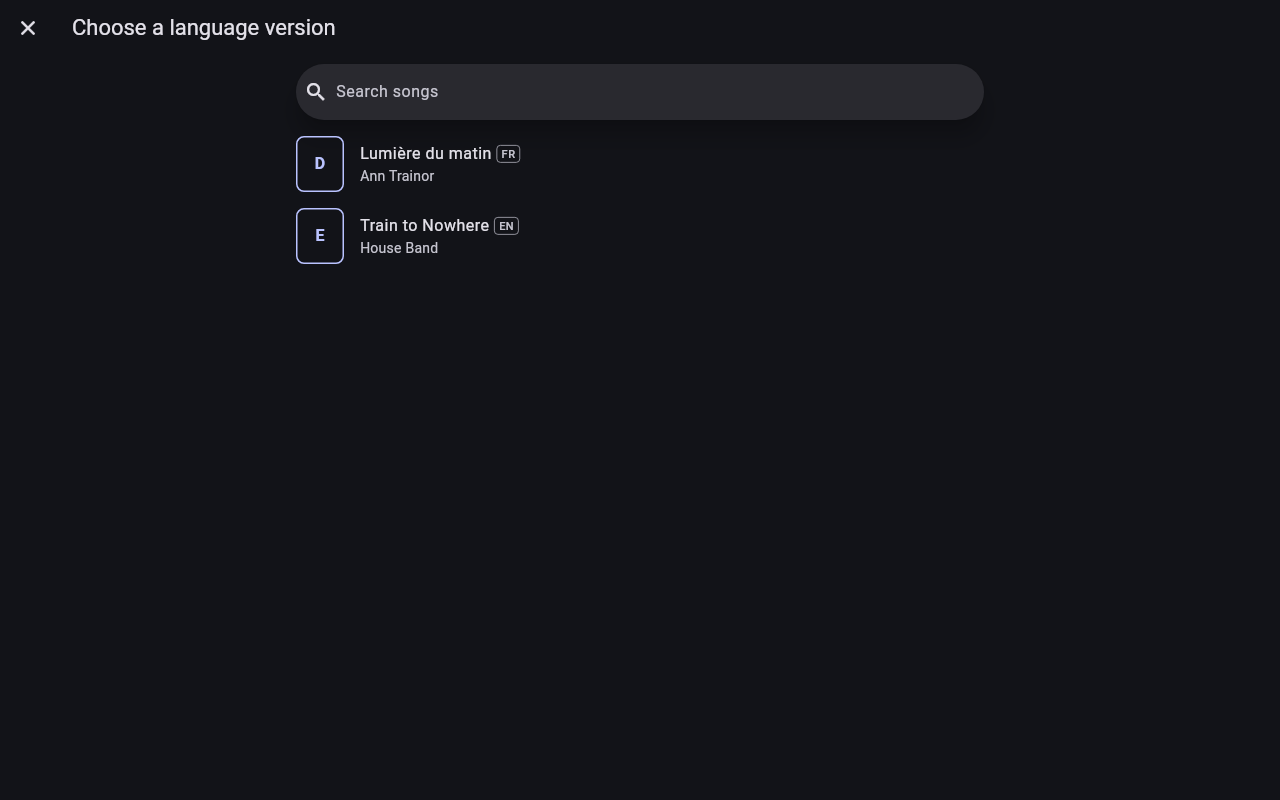 Choose a language version
Search songs
D
Lumière du matin FR
Ann Trainor
E
Train to Nowhere EN
House Band